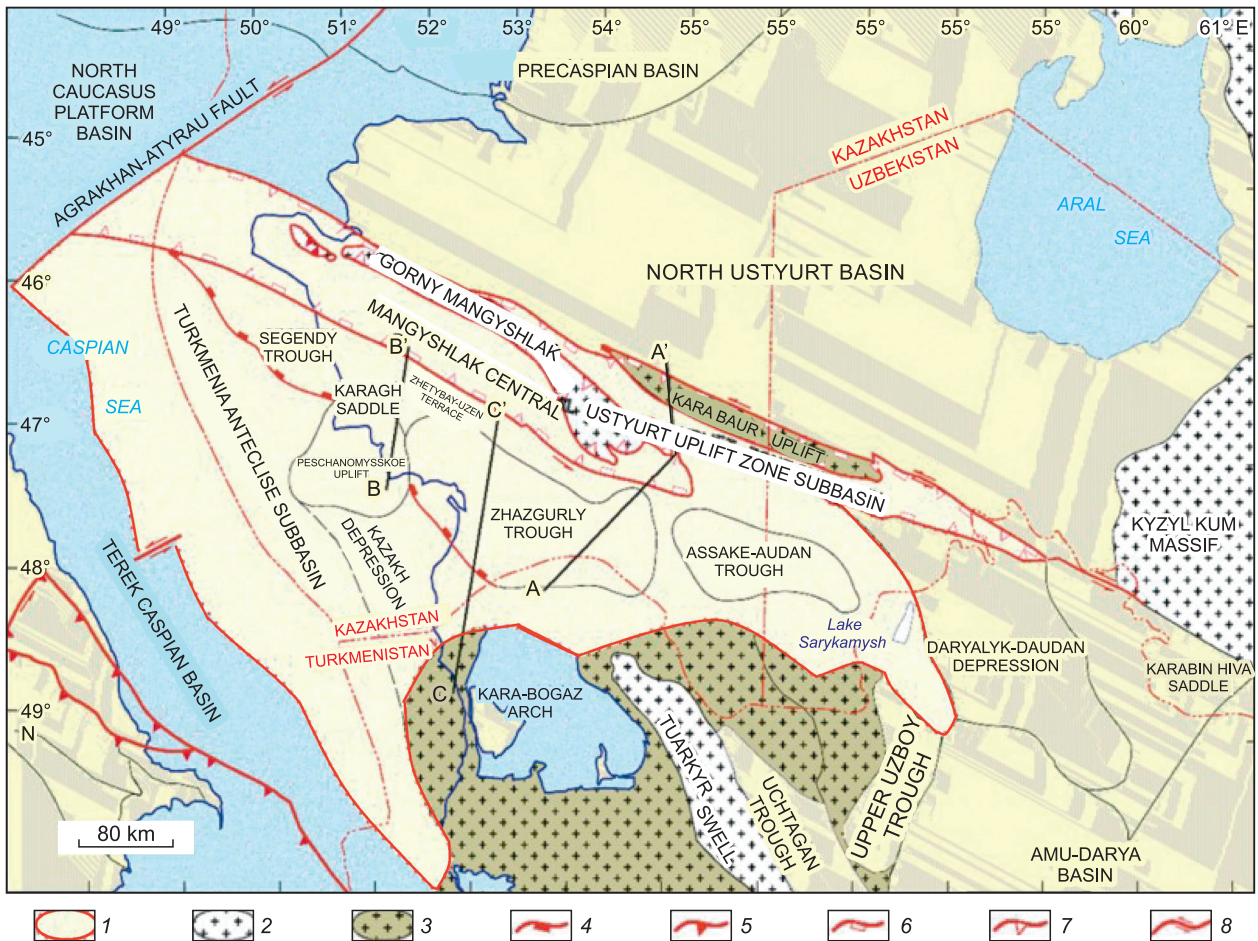 49° 50° 51° 52° 53° 54° 55° 55° 55° 60° 61° E
45°
46°
47°
48°
49°
N
NORTH
CAUCASUS
PLATFORM
BASIN
AGRAKHAN-ATYRAU FAULT
PRECASPIAN BASIN
KAZAKHSTAN
UZBEKISTAN
ARAL
SEA
NORTH USTYURT BASIN
GORNY MANGYSHLAK
MANGYSHLAK CENTRAL
USTYURT UPLIFT ZONE SUBBASIN
KARA BAUR UPLIFT
CASPIAN
SEA
TURKMENIA ANTECLISE SUBBASIN
SEGENDY
TROUGH
B'
KARAGH
SADDLE
ZHETYBAY-UZEN
TERRACE
C'
A'
PESCHANOMYSSKOE
UPLIFT
B
KAZAKH
DEPRESSION
ZHAZGURLY
TROUGH
A
ASSAKE-AUDAN
TROUGH
KYZYL KUM
MASSIF
TEREK CASPIAN BASIN
KAZAKHSTAN
TURKMENISTAN
Lake
Sarykamysh
DARYALYK-DAUDAN
DEPRESSION
KARABIN HIVA
SADDLE
C
KARA-BOGAZ
ARCH
TUARKYR SWELL
UCHTAGAN
TROUGH
UPPER UZBOY
TROUGH
AMU-DARYA
BASIN
80 km
1 2 3 4 5 6 7 8